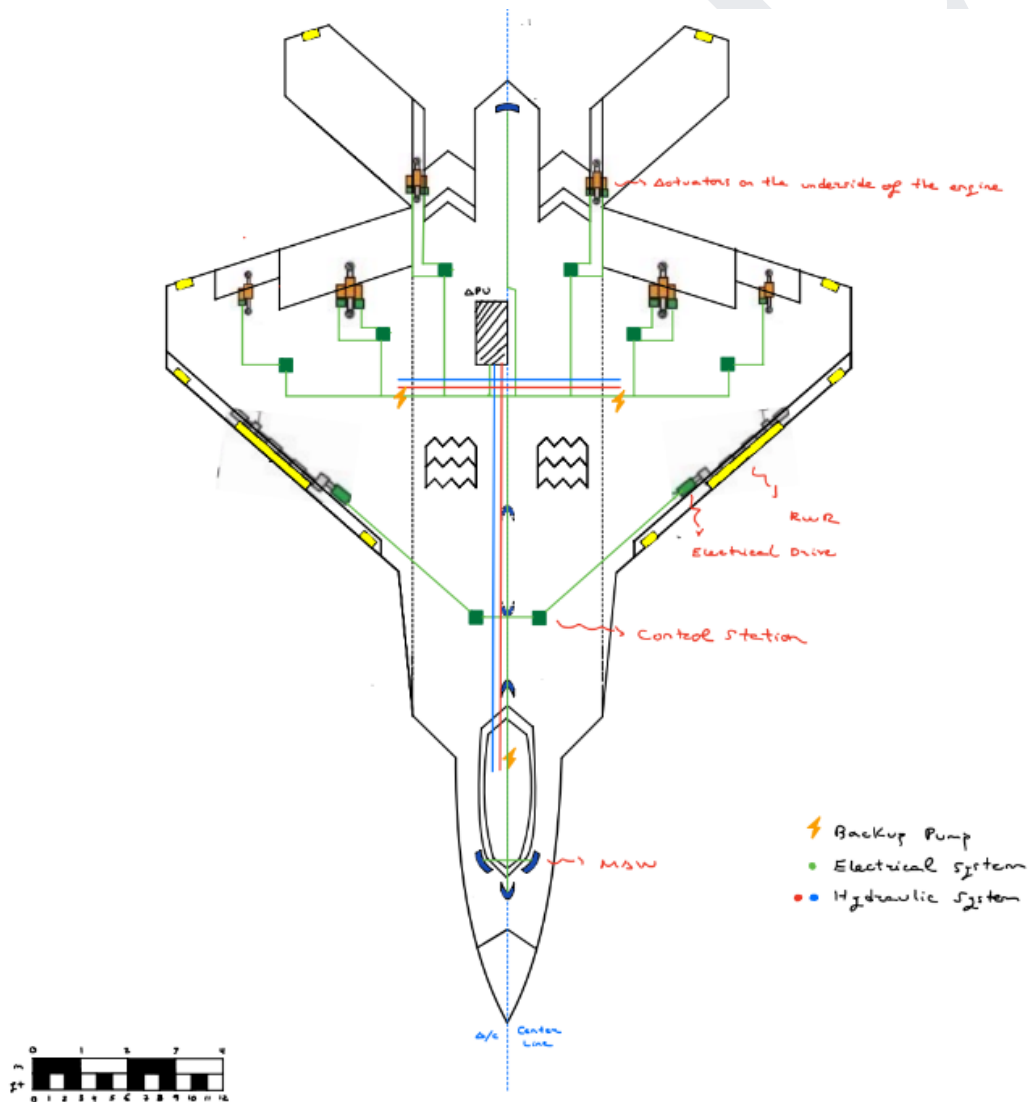 Actuators on the underside of the engine
APU
RWR
Electrical Drive
Control Station
Backup Pump
Electrical System
MAW
Hydraulic System
A/C Center
Line
0 1 2 3 4
m
ft
0 1 2 3 4 5 6 7 8 9 10 11 12